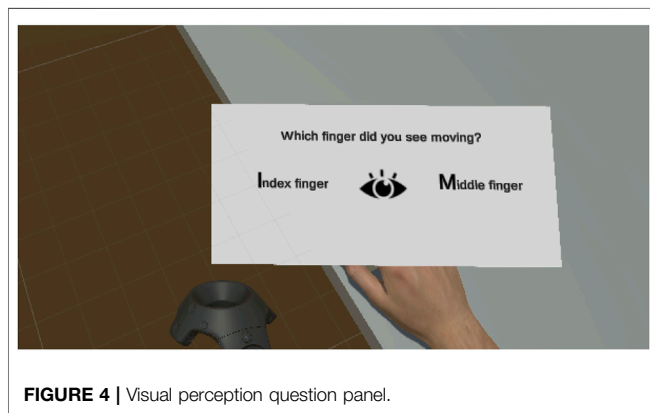 Which finger did you see moving?
Index finger Middle finger
FIGURE 4 | Visual perception question panel.